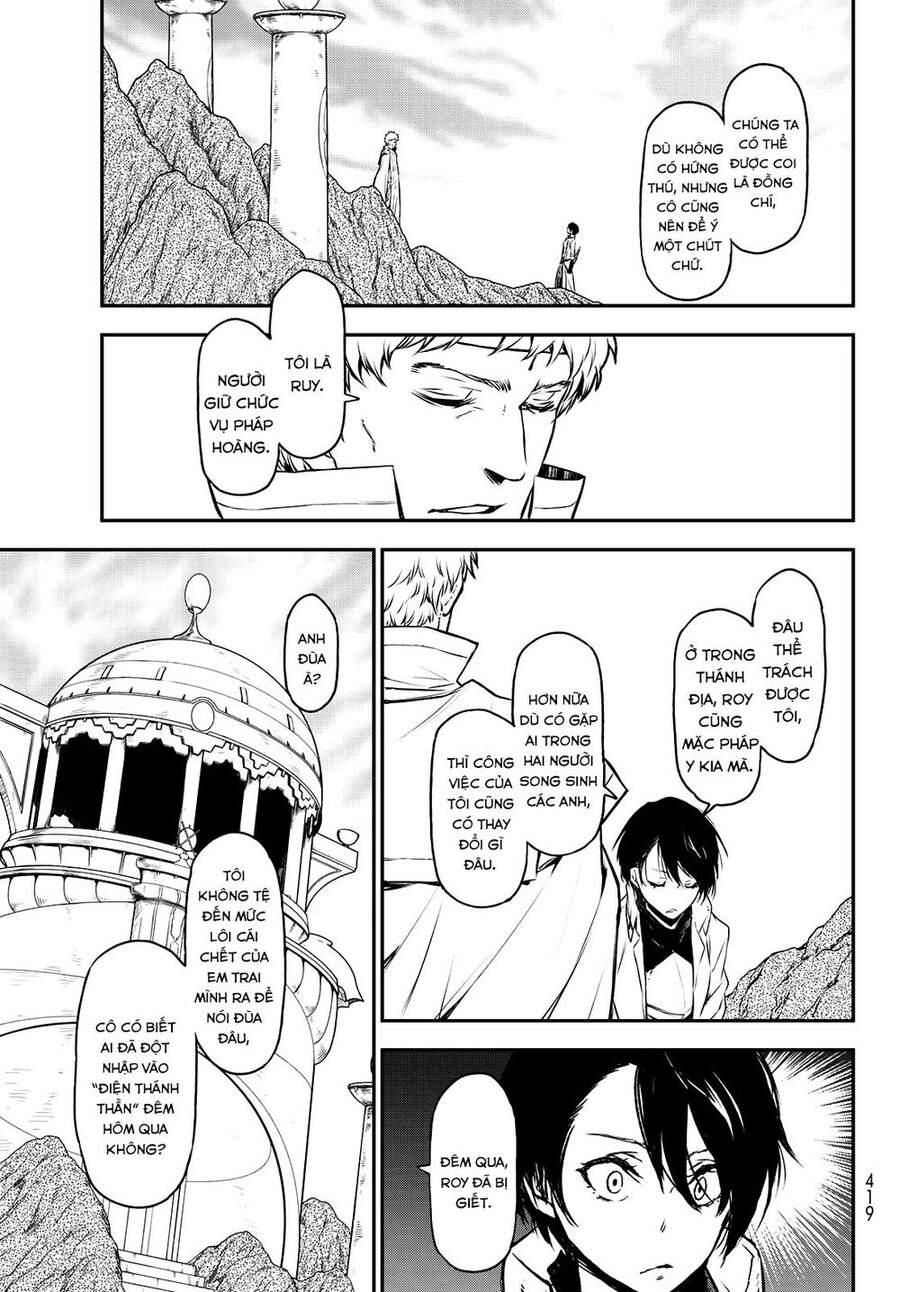 CHÚNG TA
CÓ THỂ
ĐƯỢC COI
LÀ ĐỒNG
CHÍ,
DÙ KHÔNG
CÓ HỨNG
THÚ, NHƯNG
CÔ CŨNG
NÊN ĐỂ Ý
MỘT CHÚT
CHỨ.
TÔI LÀ
RUY.
NGƯỜI
GIỮ CHỨC
VỤ PHÁP
HOÀNG.
ĐÂU THỂ
TRÁCH
ĐƯỢC
TÔI,
Ở TRONG
THÁNH
ĐỊA, ROY
CŨNG
MẶC PHÁP
Y KIA MÃ.
HƠN NỮA
DÙ CÓ GẶP
AI TRONG
HAI NGƯỜI
SONG SINH
CÁC ANH,
THÌ CÔNG
VIỆC CỦA
TÔI CŨNG
CÓ THAY
ĐỔI GÌ
ĐÂU.
ĐÊM QUA,
ROY ĐÃ BỊ
GIẾT.
ANH
ĐÙA
À?
TÔI
KHÔNG TỆ
ĐẾN MỨC
LÔI CÁI
CHẾT CỦA
EM TRAI
MÌNH RA ĐỂ
NÓI ĐÙA
ĐÂU,
CÔ CÓ BIẾT
AI ĐÃ ĐỘT
NHẬP VÀO
"ĐIỆN THÁNH
THẦN" ĐÊM
HÔM QUA
KHÔNG?
419